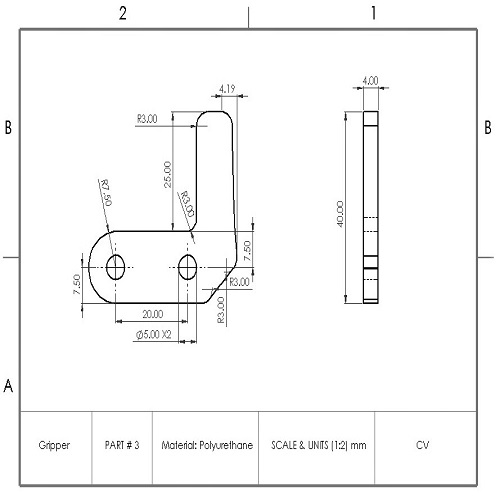 2 1
4.19
4.00
B B
R3.00
25.00
R7.50
R3.00
40.00
7.50
7.50
R3.00
R3.00
20.00
Ø5.00 X2
A
Gripper PART # 3 Material: Polyurethane SCALE & UNITS (1:2) mm CV